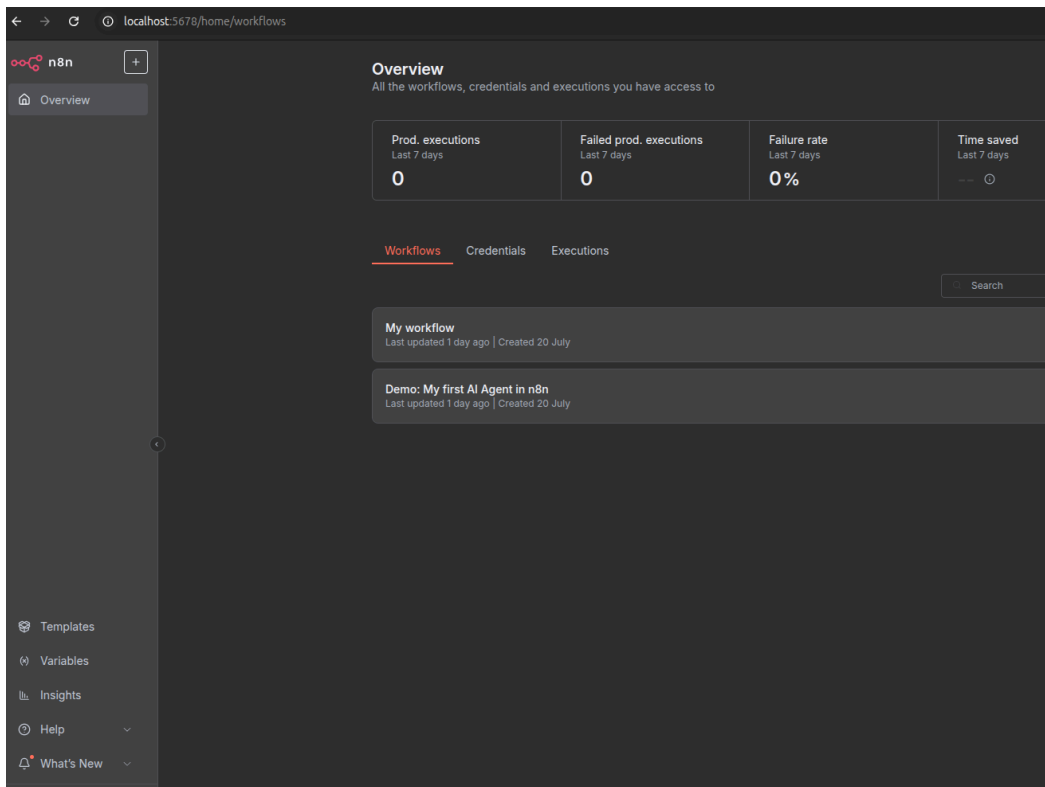 localhost:5678/home/workflows
n8n
+
Overview
Templates
Variables
Insights
Help
What's New
Overview
All the workflows, credentials and executions you have access to
Prod. executions
Last 7 days
0
Failed prod. executions
Last 7 days
0
Failure rate
Last 7 days
0%
Time saved
Last 7 days
--
Workflows Credentials Executions
Search
My workflow
Last updated 1 day ago | Created 20 July
Demo: My first AI Agent in n8n
Last updated 1 day ago | Created 20 July